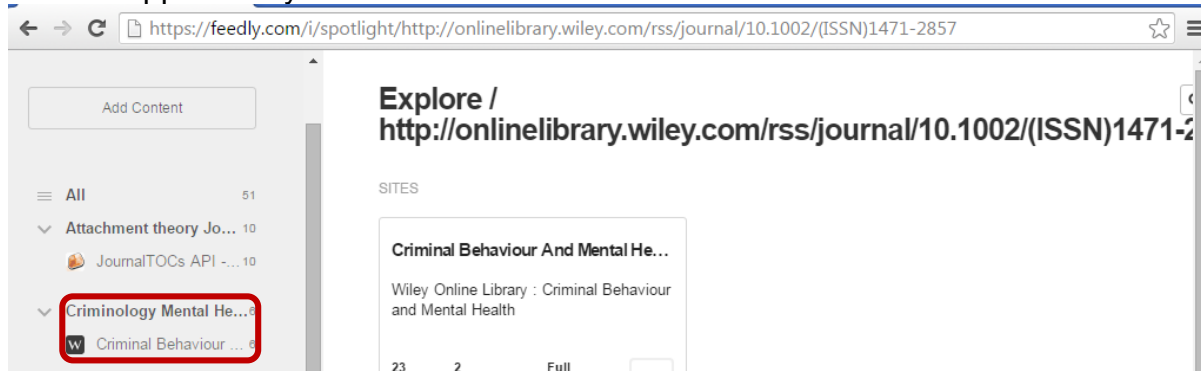 https://feedly.com/i/spotlight/http://onlinelibrary.wiley.com/rss/journal/10.1002/(ISSN)1471-2857
Add Content
All 51
Attachment theory Jo... 10
JournalTOCs API -... 10
Criminology Mental He... 6
W Criminal Behaviour ... 6
Explore /
http://onlinelibrary.wiley.com/rss/journal/10.1002/(ISSN)1471-2
SITES
Criminal Behaviour And Mental He...
Wiley Online Library : Criminal Behaviour
and Mental Health
23 2 Full